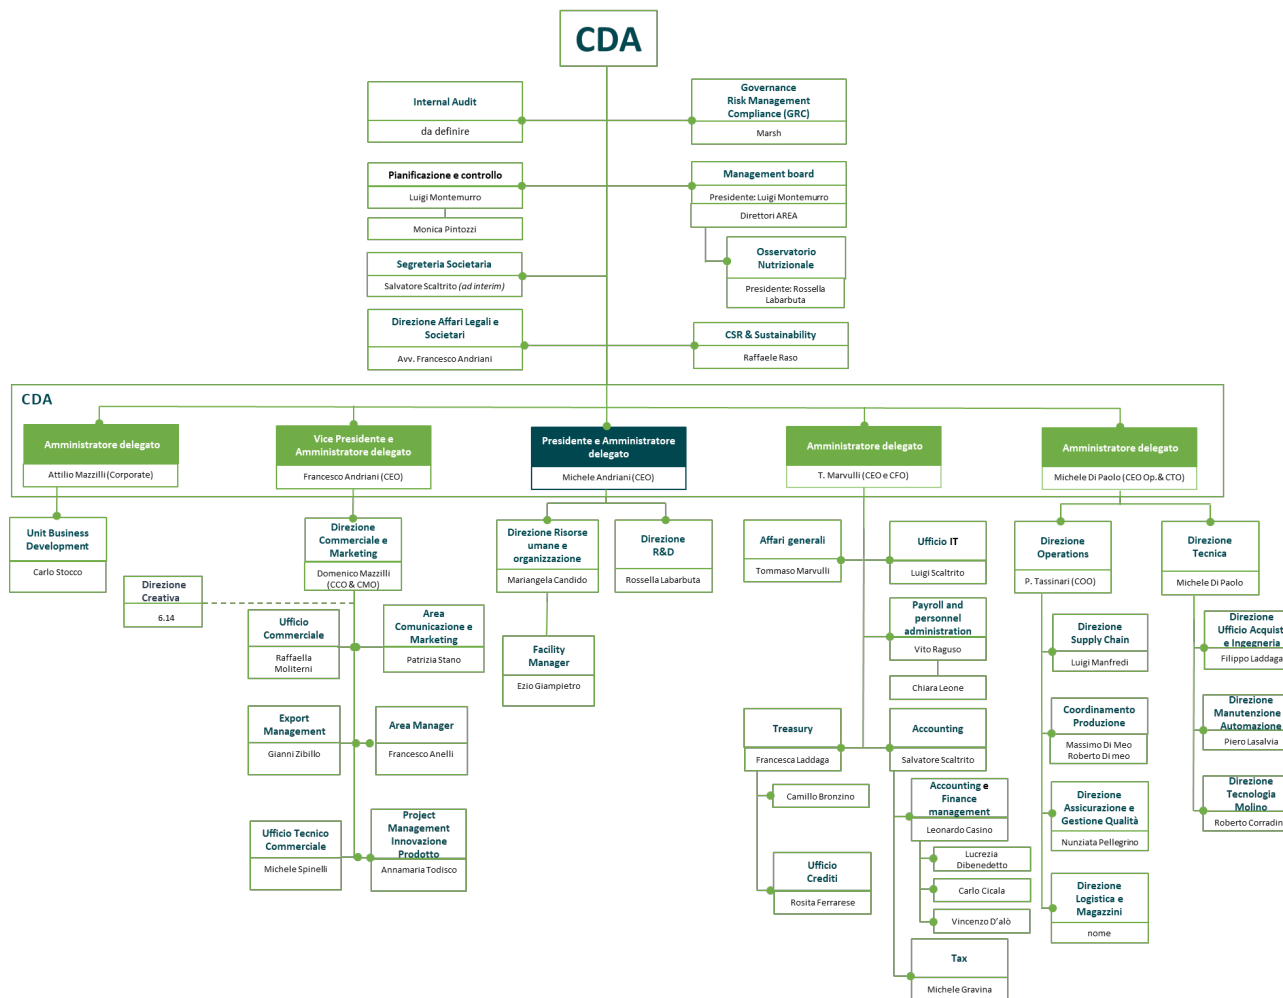 CDA
Internal Audit
da definire
Governance
Risk Management
Compliance (GRC)
Marsh
Pianificazione e controllo
Luigi Montemurro
Monica Pintozzi
Management board
Presidente: Luigi Montemurro
Direttori AREA
Osservatorio
Nutrizionale
Presidente: Rossella
Labarbuta
Segreteria Societaria
Salvatore Scaltrito (ad interim)
Direzione Affari Legali e
Societari
Avv. Francesco Andriani
CSR & Sustainability
Raffaele Raso
CDA
Amministratore delegato
Attilio Mazzilli (Corporate)
Vice Presidente e
Amministratore delegato
Francesco Andriani (CEO)
Presidente e Amministratore
delegato
Michele Andriani (CEO)
Amministratore delegato
T. Marvulli (CEO e CFO)
Amministratore delegato
Michele Di Paolo (CEO Op.& CTO)
Unit Business
Development
Carlo Stocco
Direzione
Commerciale e
Marketing
Domenico Mazzilli
(CCO & CMO)
Direzione
Creativa
6.14
Ufficio
Commerciale
Raffaella
Moliterni
Area
Comunicazione e
Marketing
Patrizia Stano
Export
Management
Gianni Zibillo
Area Manager
Francesco Anelli
Ufficio Tecnico
Commerciale
Michele Spinelli
Project
Management
Innovazione
Prodotto
Annamaria Todisco
Direzione Risorse
umane e
organizzazione
Mariangela Candido
Direzione
R&D
Rossella Labarbuta
Facility
Manager
Ezio Giampietro
Affari generali
Tommaso Marvulli
Ufficio IT
Luigi Scaltrito
Payroll and
personnel
administration
Vito Raguso
Chiara Leone
Treasury
Francesca Laddaga
Camillo Bronzino
Ufficio
Crediti
Rosita Ferrarese
Accounting
Salvatore Scaltrito
Accounting e
Finance
management
Leonardo Casino
Lucrezia
Dibenedetto
Carlo Cicala
Vincenzo D'alò
Tax
Michele Gravina
Direzione
Operations
P. Tassinari (COO)
Direzione
Supply Chain
Luigi Manfredi
Coordinamento
Produzione
Massimo Di Meo
Roberto Di meo
Direzione
Assicurazione e
Gestione Qualità
Nunziata Pellegrino
Direzione
Logistica e
Magazzini
nome
Direzione
Tecnica
Michele Di Paolo
Direzione
Ufficio Acquist
e Ingegneria
Filippo Laddaga
Direzione
Manutenzione
Automazione
Piero Lasalvia
Direzione
Tecnologia
Molino
Roberto Corradin